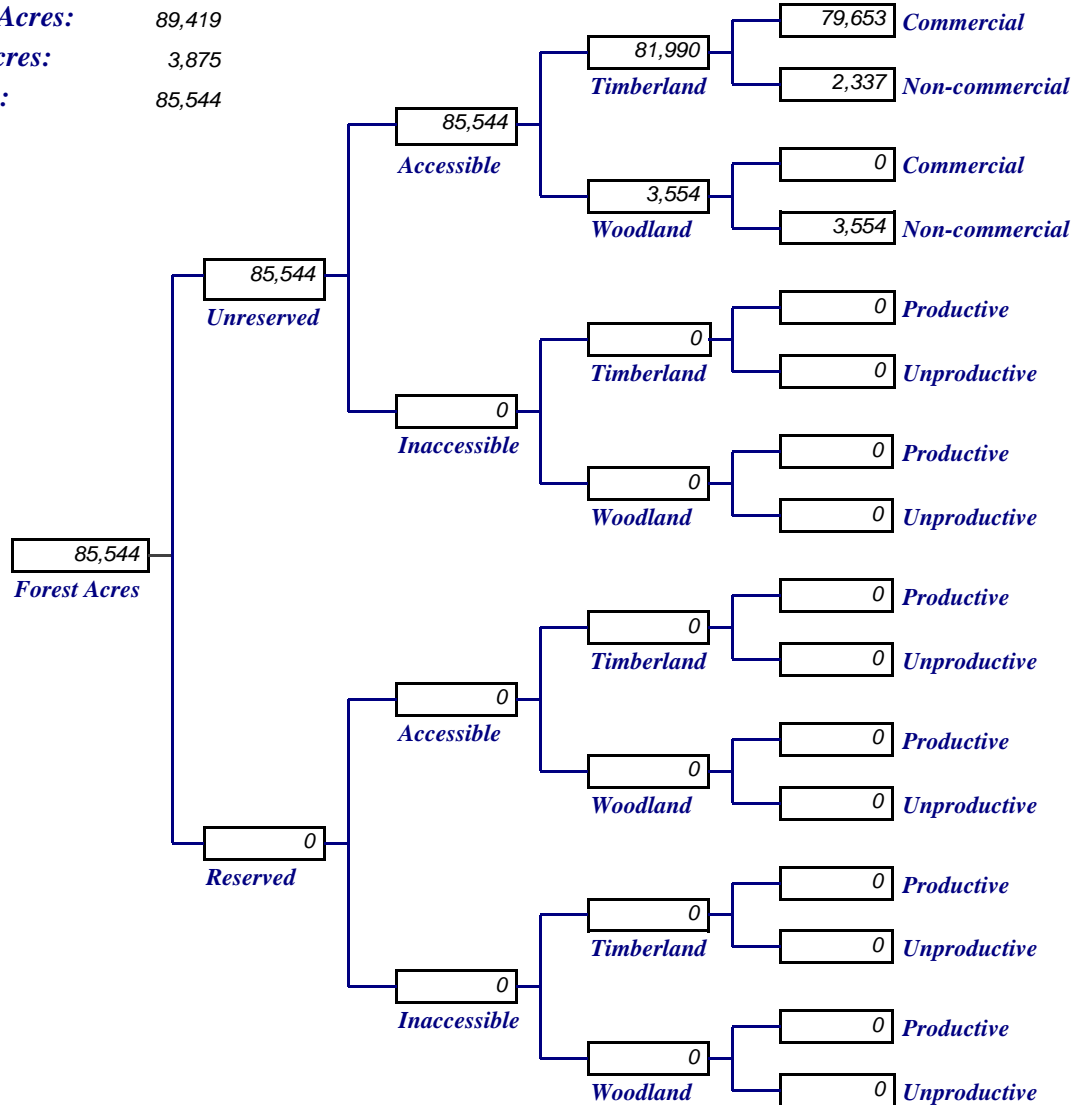 Acres: 89,419
cres: 3,875
: 85,544
79,653 Commercial
81,990
Timberland
2,337 Non-commercial
85,544
Accessible
0 Commercial
3,554
Woodland
3,554 Non-commercial
85,544
Unreserved
0 Productive
0
Timberland
0 Unproductive
0
Inaccessible
0 Productive
0
Woodland
0 Unproductive
85,544
Forest Acres
0 Productive
0
Timberland
0 Unproductive
0
Accessible
0 Productive
0
Woodland
0 Unproductive
0
Reserved
0 Productive
0
Timberland
0 Unproductive
0
Inaccessible
0 Productive
0
Woodland
0 Unproductive